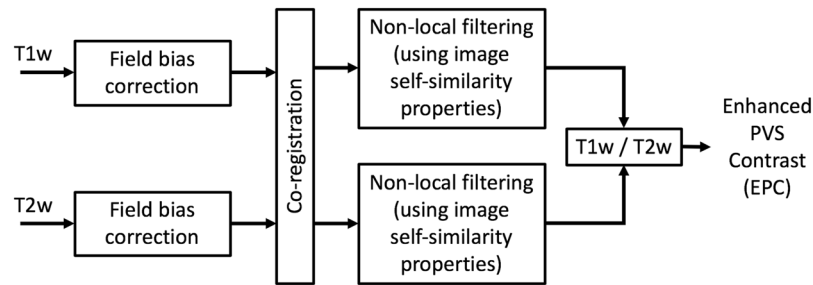 T1w
Field bias
correction
T2w
Field bias
correction
Co-registration
Non-local filtering
(using image
self-similarity
properties)
Non-local filtering
(using image
self-similarity
properties)
T1w / T2w
Enhanced
PVS
Contrast
(EPC)